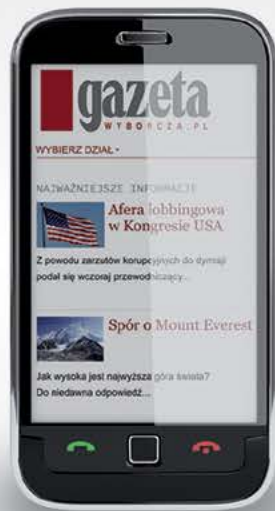 gazeta
WYBORCZA.PL
WYBIERZ DZIAŁ
NAJWAŻNIEJSZE INFORMACJE
Afera lobbingowa
w Kongresie USA
Z powodu zarzutów korupcyjnych do dymisji
podał się wczoraj przewodniczący...
Spór o Mount Everest
Jak wysoka jest najwyższa góra świata?
Do niedawna odpowiedź...